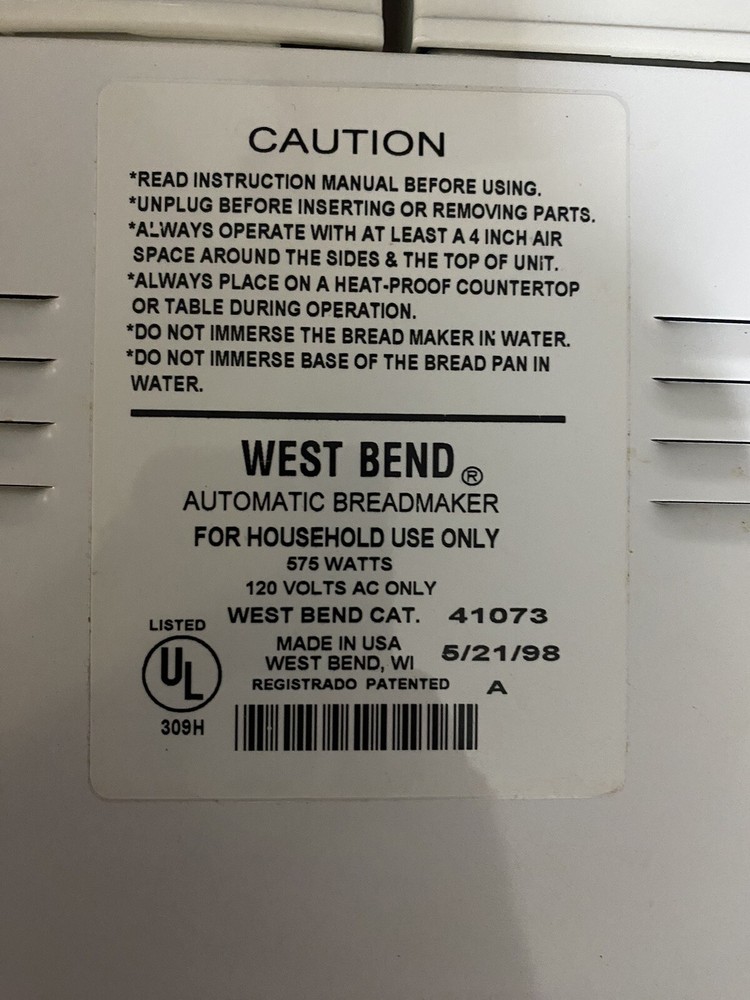 CAUTION
*READ INSTRUCTION MANUAL BEFORE USING.
*UNPLUG BEFORE INSERTING OR REMOVING PARTS.
*ALWAYS OPERATE WITH AT LEAST A 4 INCH AIR
SPACE AROUND THE SIDES & THE TOP OF UNIT.
*ALWAYS PLACE ON A HEAT-PROOF COUNTERTOP
OR TABLE DURING OPERATION.
*DO NOT IMMERSE THE BREAD MAKER IN WATER.
*DO NOT IMMERSE BASE OF THE BREAD PAN IN
WATER.
WEST BEND ®
AUTOMATIC BREADMAKER
FOR HOUSEHOLD USE ONLY
575 WATTS
120 VOLTS AC ONLY
WEST BEND CAT. 41073
LISTED
UL
309H
MADE IN USA
WEST BEND, WI 5/21/98
REGISTRADO PATENTED A